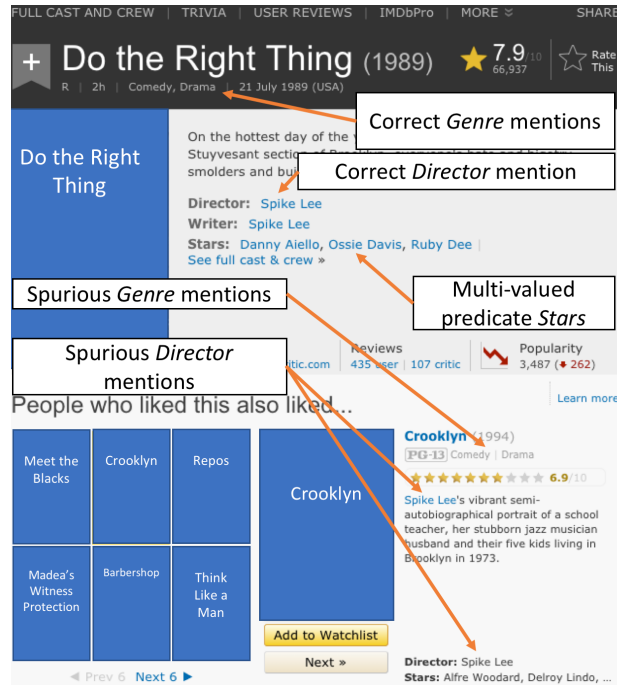 FULL CAST AND CREW | TRIVIA | USER REVIEWS | IMDbPro | MORE SHARE
+ Do the Right Thing (1989) 7.9/10 Rate
66,937 This
R | 2h | Comedy, Drama | 21 July 1989 (USA)
Correct Genre mentions
On the hottest day of the
Do the Right
Thing
Stuyvesant section of
smolders and
Correct Director mention
Director: Spike Lee
Writer: Spike Lee
Stars: Danny Aiello, Ossie Davis, Ruby Dee |
See full cast & crew »
Spurious Genre mentions
Multi-valued
predicate Stars
Spurious Director
mentions
Reviews
435 user | 107 critic
Popularity
3,487 (262)
itic.com
People who liked this also liked...
Learn more
Meet the
Blacks
Crooklyn
Repos
Madea's
Witness
Protection
Barbershop
Think
Like a
Man
◀ Prev 6 Next 6 ▶
Crooklyn
Add to Watchlist
Next »
Crooklyn (1994)
PG-13 Comedy | Drama
6.9/10
Spike Lee's vibrant semi-
autobiographical portrait of a school
teacher, her stubborn jazz musician
husband and their five kids living in
Brooklyn in 1973.
Director: Spike Lee
Stars: Alfre Woodard, Delroy Lindo, ...